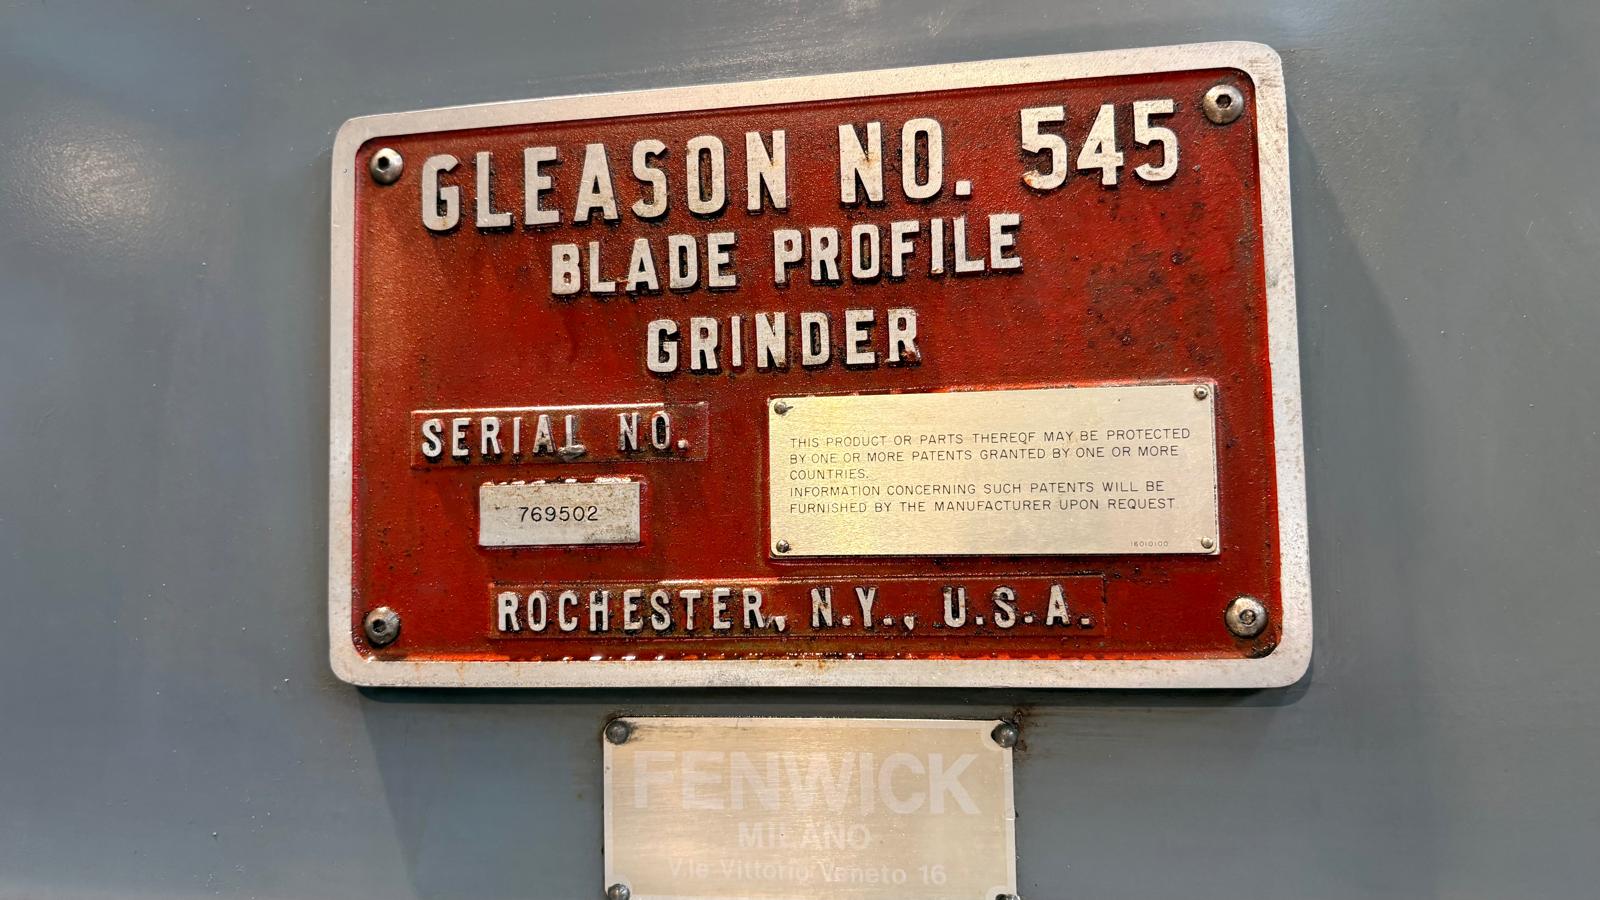 GLEASON NO. 545
BLADE PROFILE
GRINDER
SERIAL NO.
769502
THIS PRODUCT OR PARTS THEREOF MAY BE PROTECTED
BY ONE OR MORE PATENTS GRANTED BY ONE OR MORE
COUNTRIES.
INFORMATION CONCERNING SUCH PATENTS WILL BE
FURNISHED BY THE MANUFACTURER UPON REQUEST.
16010100
ROCHESTER, N.Y., U.S.A.
FENWICK
MILANO
V.le Vittorio Veneto 16